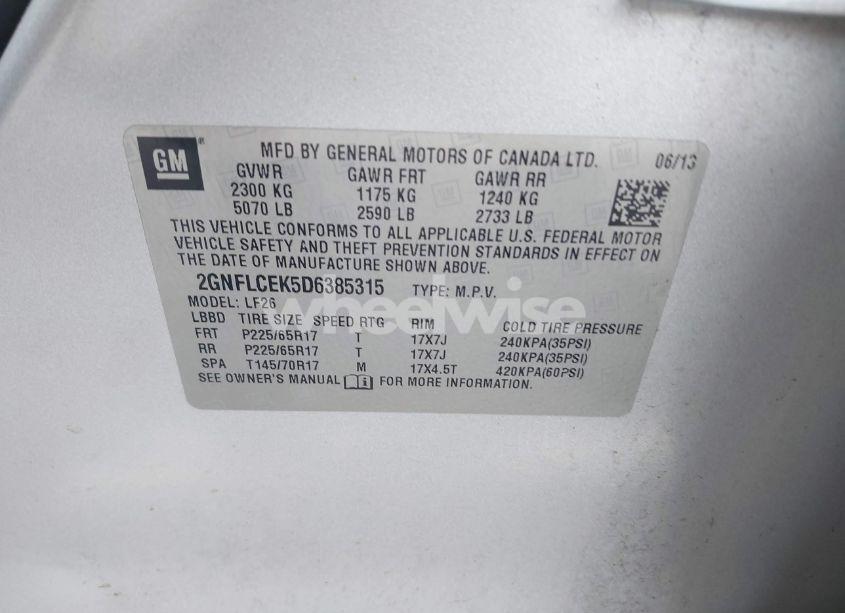 GM
MFD BY GENERAL MOTORS OF CANADA LTD. 06/13
GVWR GAWR FRT GAWR RR
2300 KG 1175 KG 1240 KG
5070 LB 2590 LB 2733 LB
THIS VEHICLE CONFORMS TO ALL APPLICABLE U.S. FEDERAL MOTOR
VEHICLE SAFETY AND THEFT PREVENTION STANDARDS IN EFFECT ON
THE DATE OF MANUFACTURE SHOWN ABOVE.
2GNFLCEK5D6385315 TYPE: M.P.V.
MODEL: LF26
wheelwise
LBBD TIRE SIZE SPEED RTG RIM COLD TIRE PRESSURE
FRT P225/65R17 T 17X7J 240KPA(35PSI)
RR P225/65R17 T 17X7J 240KPA(35PSI)
SPA T145/70R17 M 17X4.5T 420KPA(60PSI)
SEE OWNER'S MANUAL FOR MORE INFORMATION.